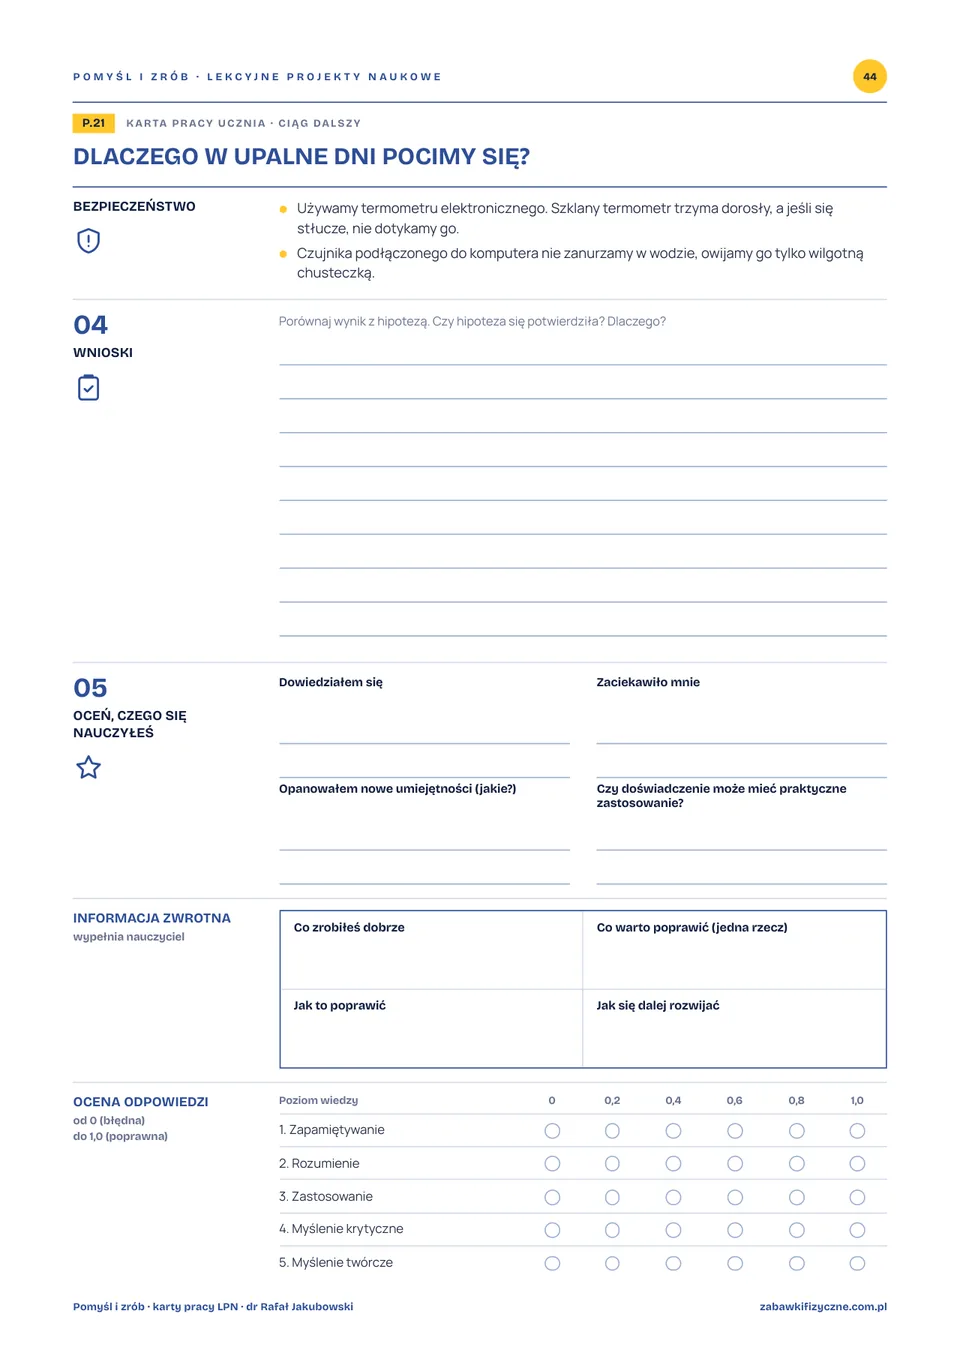 POMYŚL I ZRÓB · LEKCYJNE PROJEKTY NAUKOWE
44
P.21 KARTA PRACY UCZNIA · CIĄG DALSZY
DLACZEGO W UPALNE DNI POCIMY SIĘ?
BEZPIECZEŃSTWO
Używamy termometru elektronicznego. Szklany termometr trzyma dorosły, a jeśli się
stłucze, nie dotykamy go.
Czujnika podłączonego do komputera nie zanurzamy w wodzie, owijamy go tylko wilgotną
chusteczką.
04
WNIOSKI
Porównaj wynik z hipotezą. Czy hipoteza się potwierdziła? Dlaczego?
05
OCEŃ, CZEGO SIĘ
NAUCZYŁEŚ
Dowiedziałem się
Zaciekawiło mnie
Opanowałem nowe umiejętności (jakie?)
Czy doświadczenie może mieć praktyczne
zastosowanie?
INFORMACJA ZWROTNA
wypełnia nauczyciel
Co zrobiłeś dobrze
Co warto poprawić (jedna rzecz)
Jak to poprawić
Jak się dalej rozwijać
OCENA ODPOWIEDZI
od 0 (błędna)
do 1,0 (poprawna)
Poziom wiedzy 0 0,2 0,4 0,6 0,8 1,0
1. Zapamiętywanie
2. Rozumienie
3. Zastosowanie
4. Myślenie krytyczne
5. Myślenie twórcze
Pomyśl i zrób · karty pracy LPN · dr Rafał Jakubowski
zabawkifizyczne.com.pl